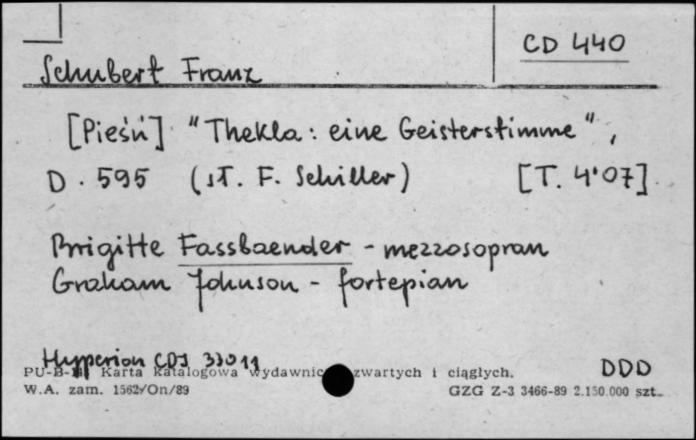 CD 440
Schubert Franz
[Pieśń] "Thekla: eine Geisterstimme",
D. 595 (sł. F. Schiller) [T. 4'07]
Brigitte Fassbaender - mezzosopran
Graham Johnson - fortepian
Hyperion CDJ 33011 DDD
Karta katalogowa zwartych i ciągłych.
W.A. zam. 1562/On/89 GZG Z-3 3466-89 2.150.000 szt.